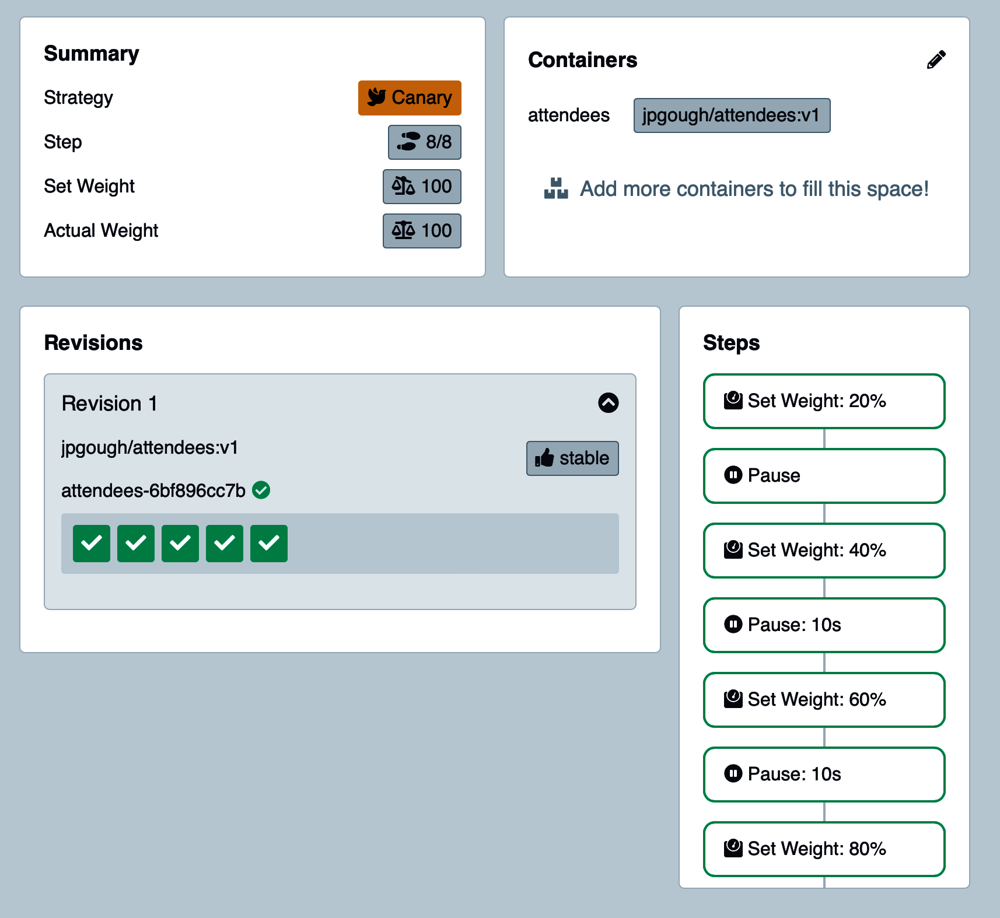 Summary
Strategy Canary
Step 8/8
Set Weight 100
Actual Weight 100
Containers
attendees jpgough/attendees:v1
Add more containers to fill this space!
Revisions
Revision 1
jpgough/attendees:v1
stable
attendees-6bf896cc7b
Steps
Set Weight: 20%
Pause
Set Weight: 40%
Pause: 10s
Set Weight: 60%
Pause: 10s
Set Weight: 80%